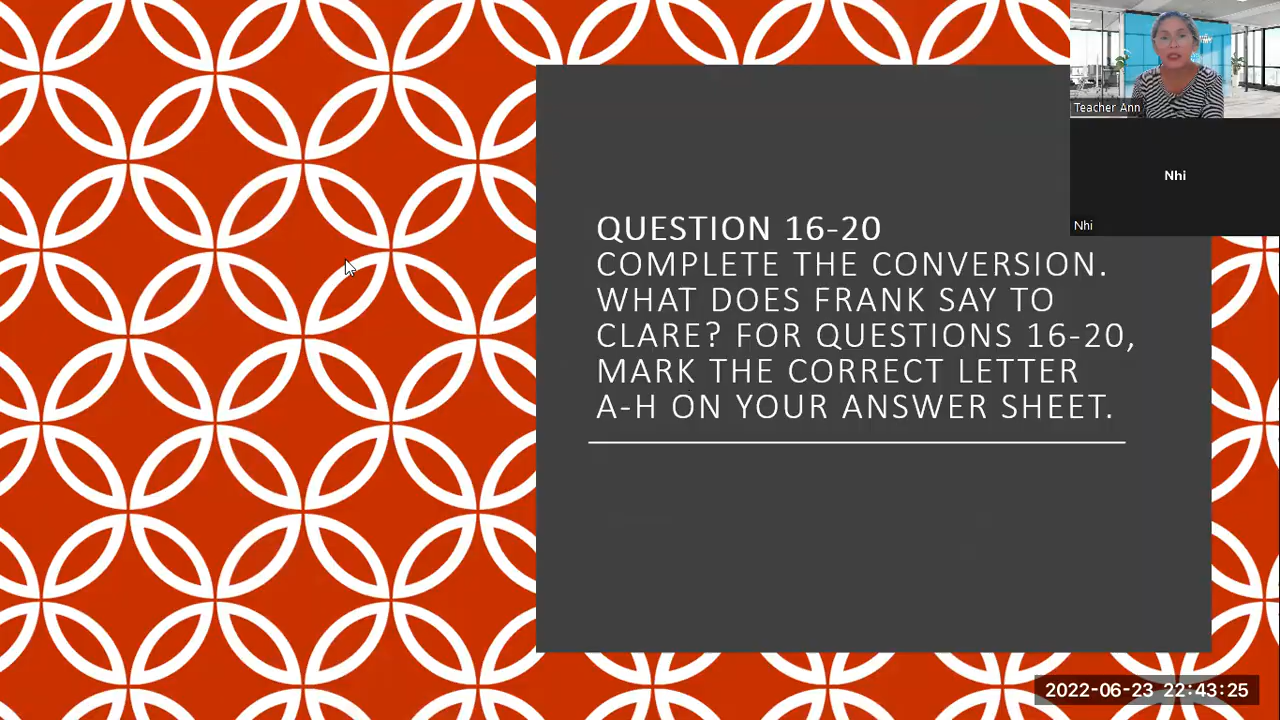 Teacher Ann
Nhi
Nhi
QUESTION 16-20
COMPLETE THE CONVERSION.
WHAT DOES FRANK SAY TO
CLARE? FOR QUESTIONS 16-20,
MARK THE CORRECT LETTER
A-H ON YOUR ANSWER SHEET.
2022-06-23 22:43:25